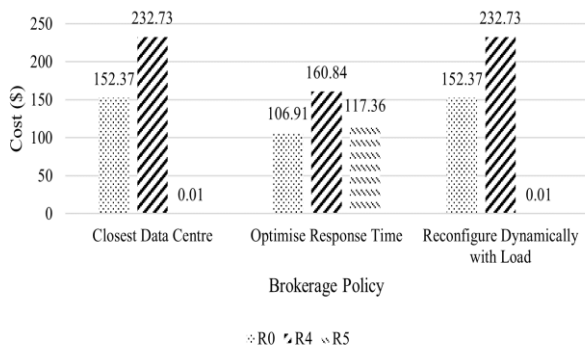 250
200
150
100
50
0
Cost ($)
152.37
232.73
0.01
106.91
160.84
117.36
152.37
232.73
0.01
Closest Data Centre
Optimise Response Time
Reconfigure Dynamically
with Load
Brokerage Policy
R0 R4 R5